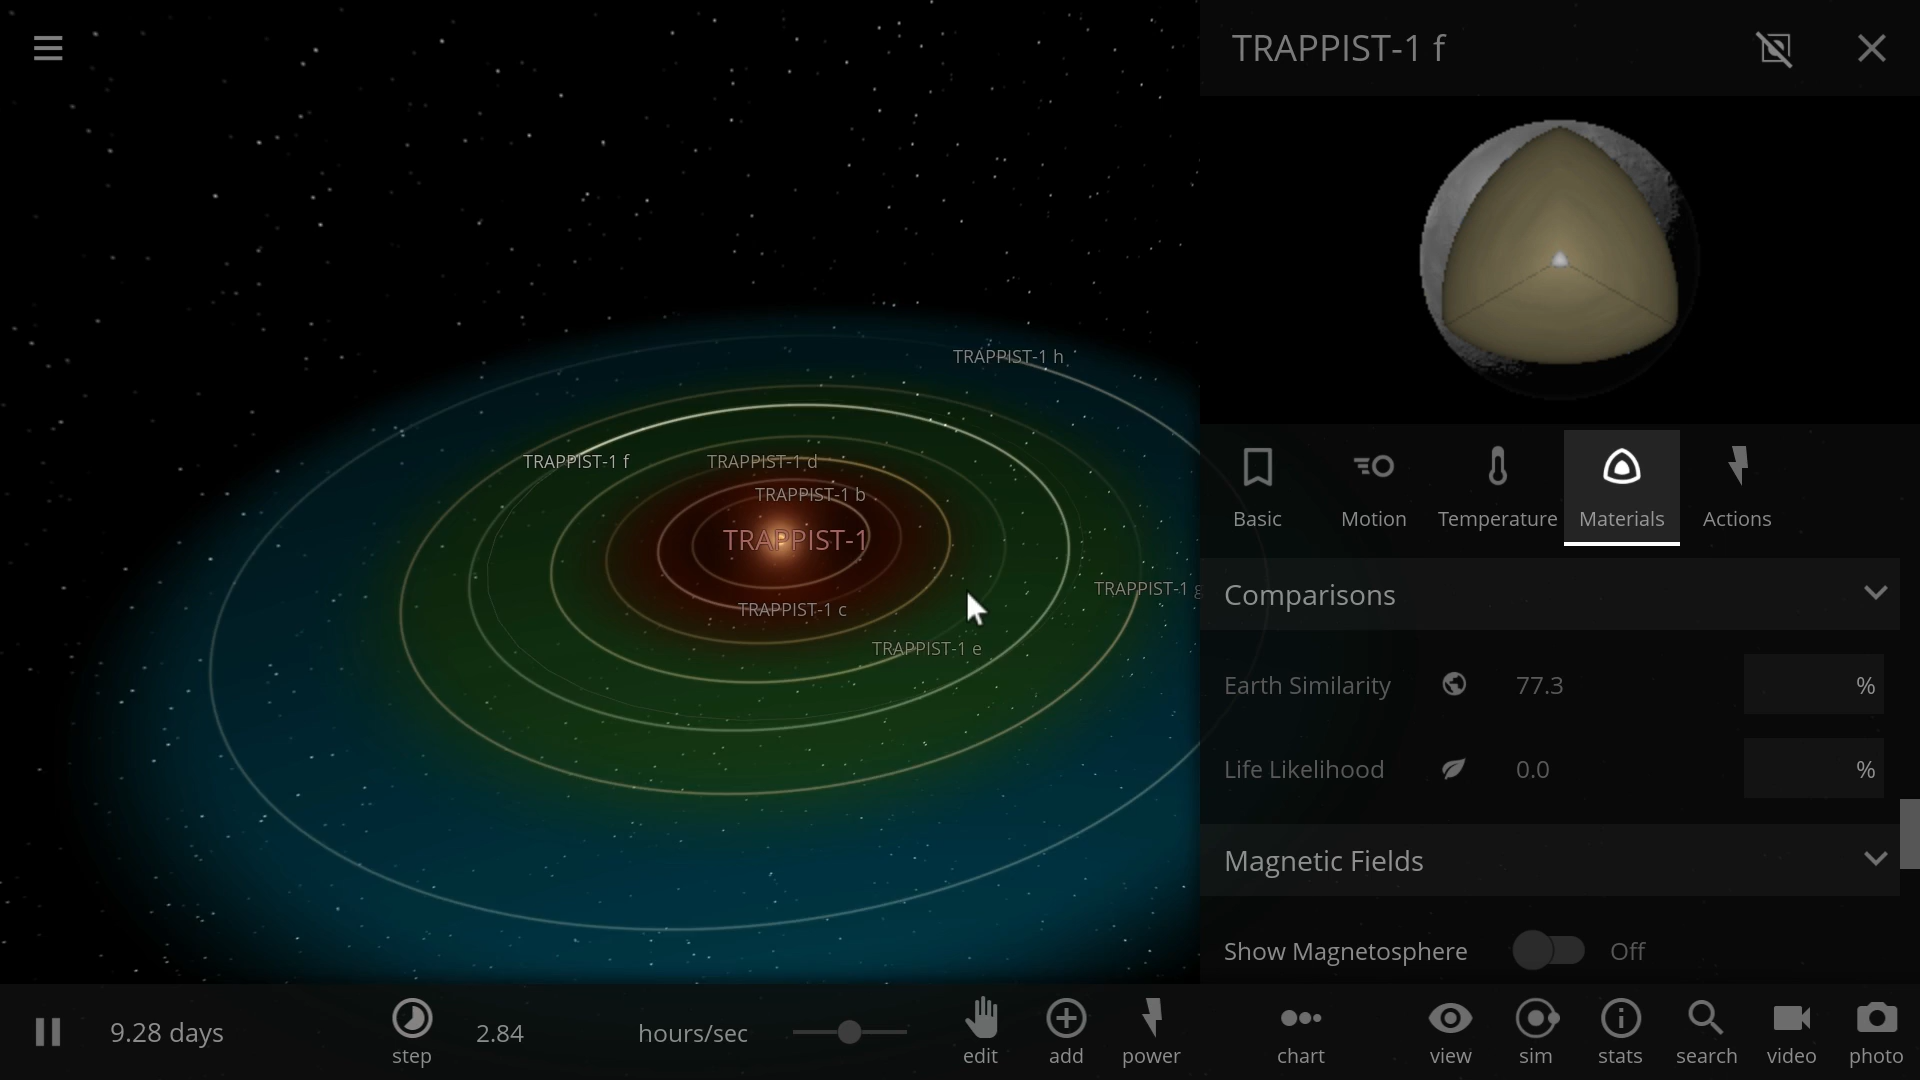 TRAPPIST-1 f
TRAPPIST-1 h
TRAPPIST-1 f
TRAPPIST-1 d
TRAPPIST-1 b
TRAPPIST-1
TRAPPIST-1 g
TRAPPIST-1 c
TRAPPIST-1 e
Basic Motion Temperature Materials Actions
Comparisons
Earth Similarity 77.3 %
Life Likelihood 0.0 %
Magnetic Fields
Show Magnetosphere Off
9.28 days step 2.84 hours/sec edit add power chart view sim stats search video photo